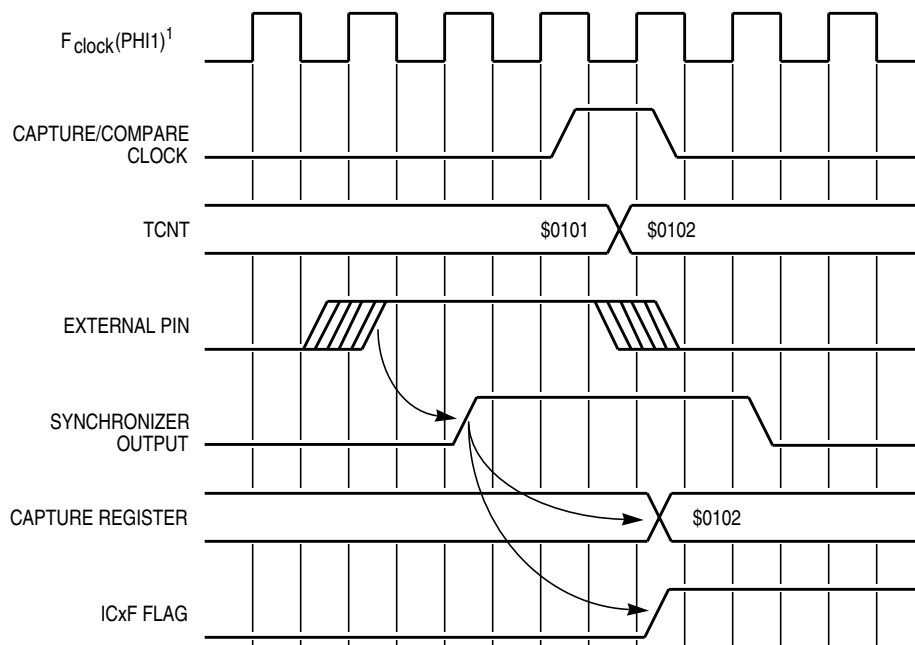 Fclock(PHI1)1
CAPTURE/COMPARE
CLOCK
TCNT
$0101
$0102
EXTERNAL PIN
SYNCHRONIZER
OUTPUT
CAPTURE REGISTER
$0102
ICxF FLAG